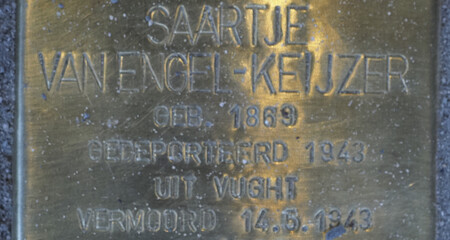 SAARTJE
VAN ENGEL-KEIJZER
GEB. 1869
GEDEPORTEERD 1943
UIT VUGHT
VERMOORD 14.5.1943